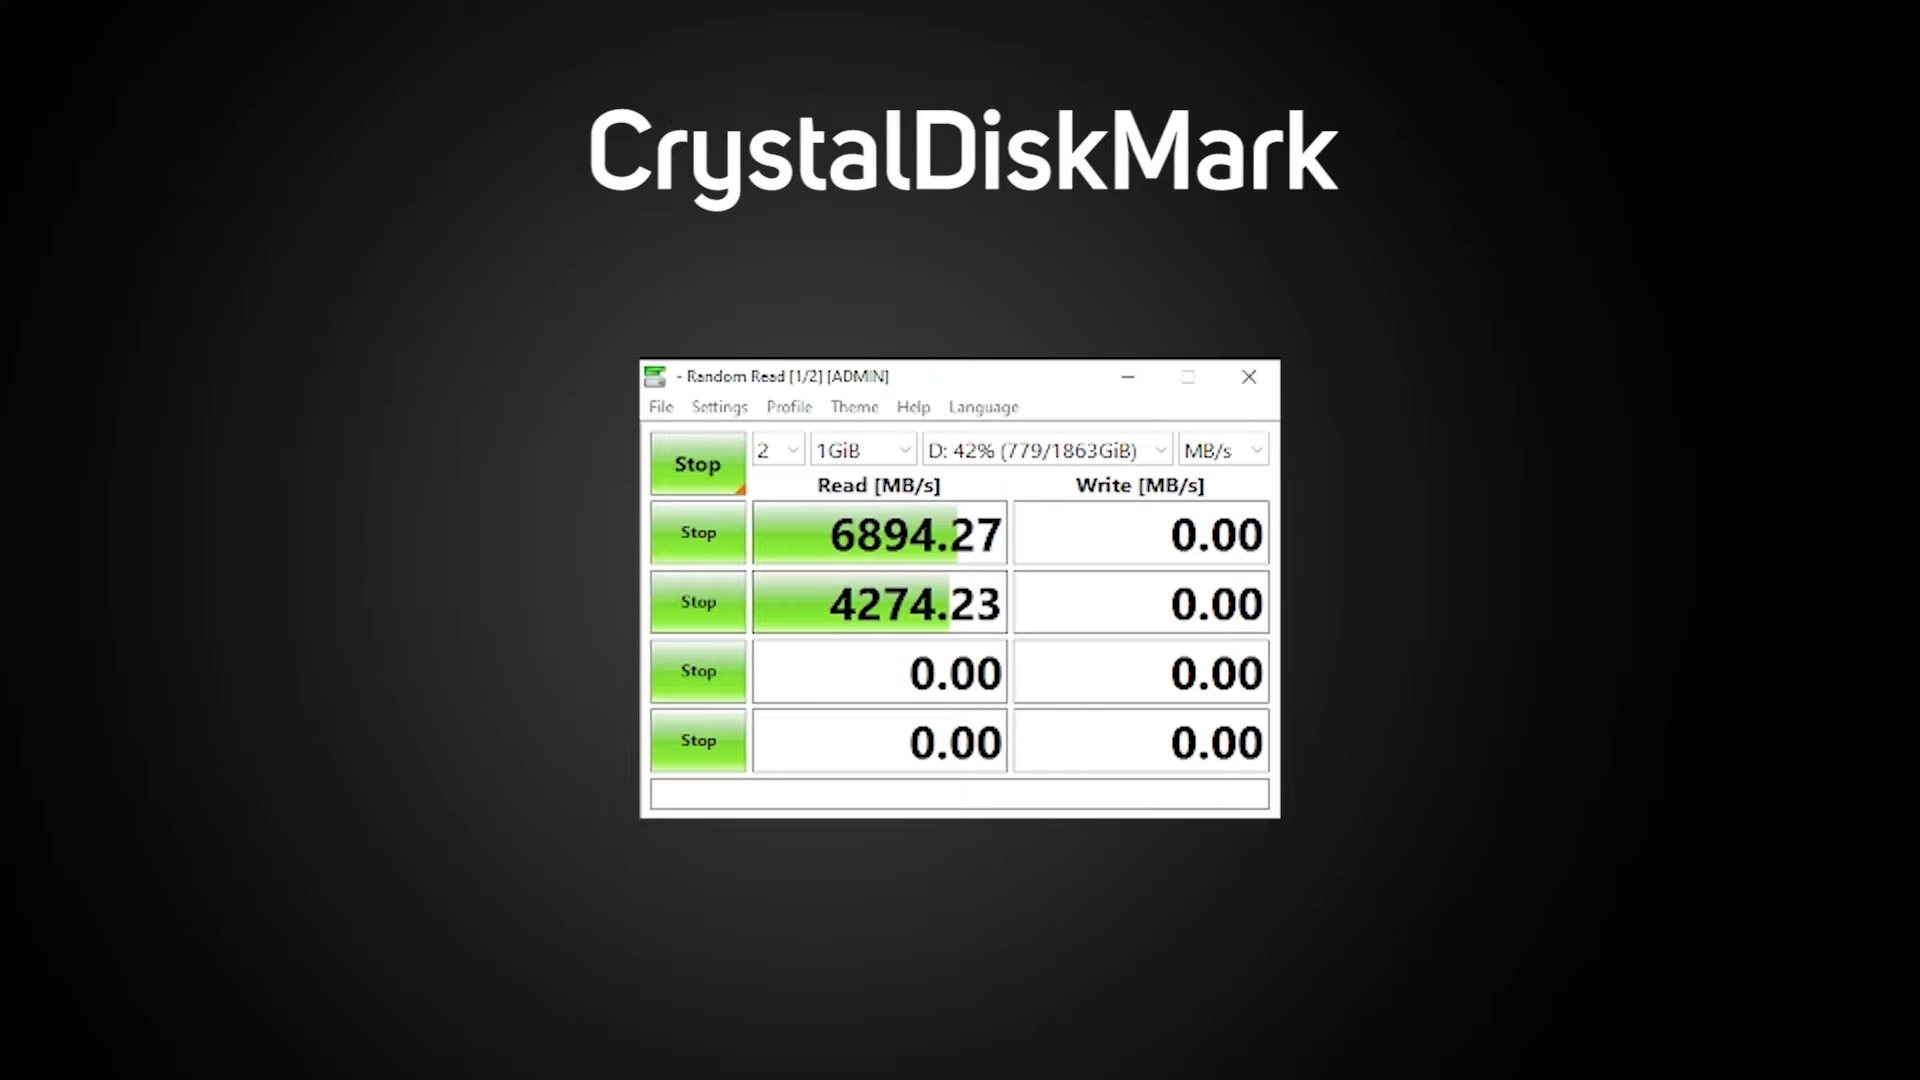 CrystalDiskMark
- Random Read [1/2] [ADMIN]
File Settings Profile Theme Help Language
Stop 2 1GiB D: 42% (779/1863GiB) MB/s
Read [MB/s] Write [MB/s]
Stop 6894.27 0.00
Stop 4274.23 0.00
Stop 0.00 0.00
Stop 0.00 0.00